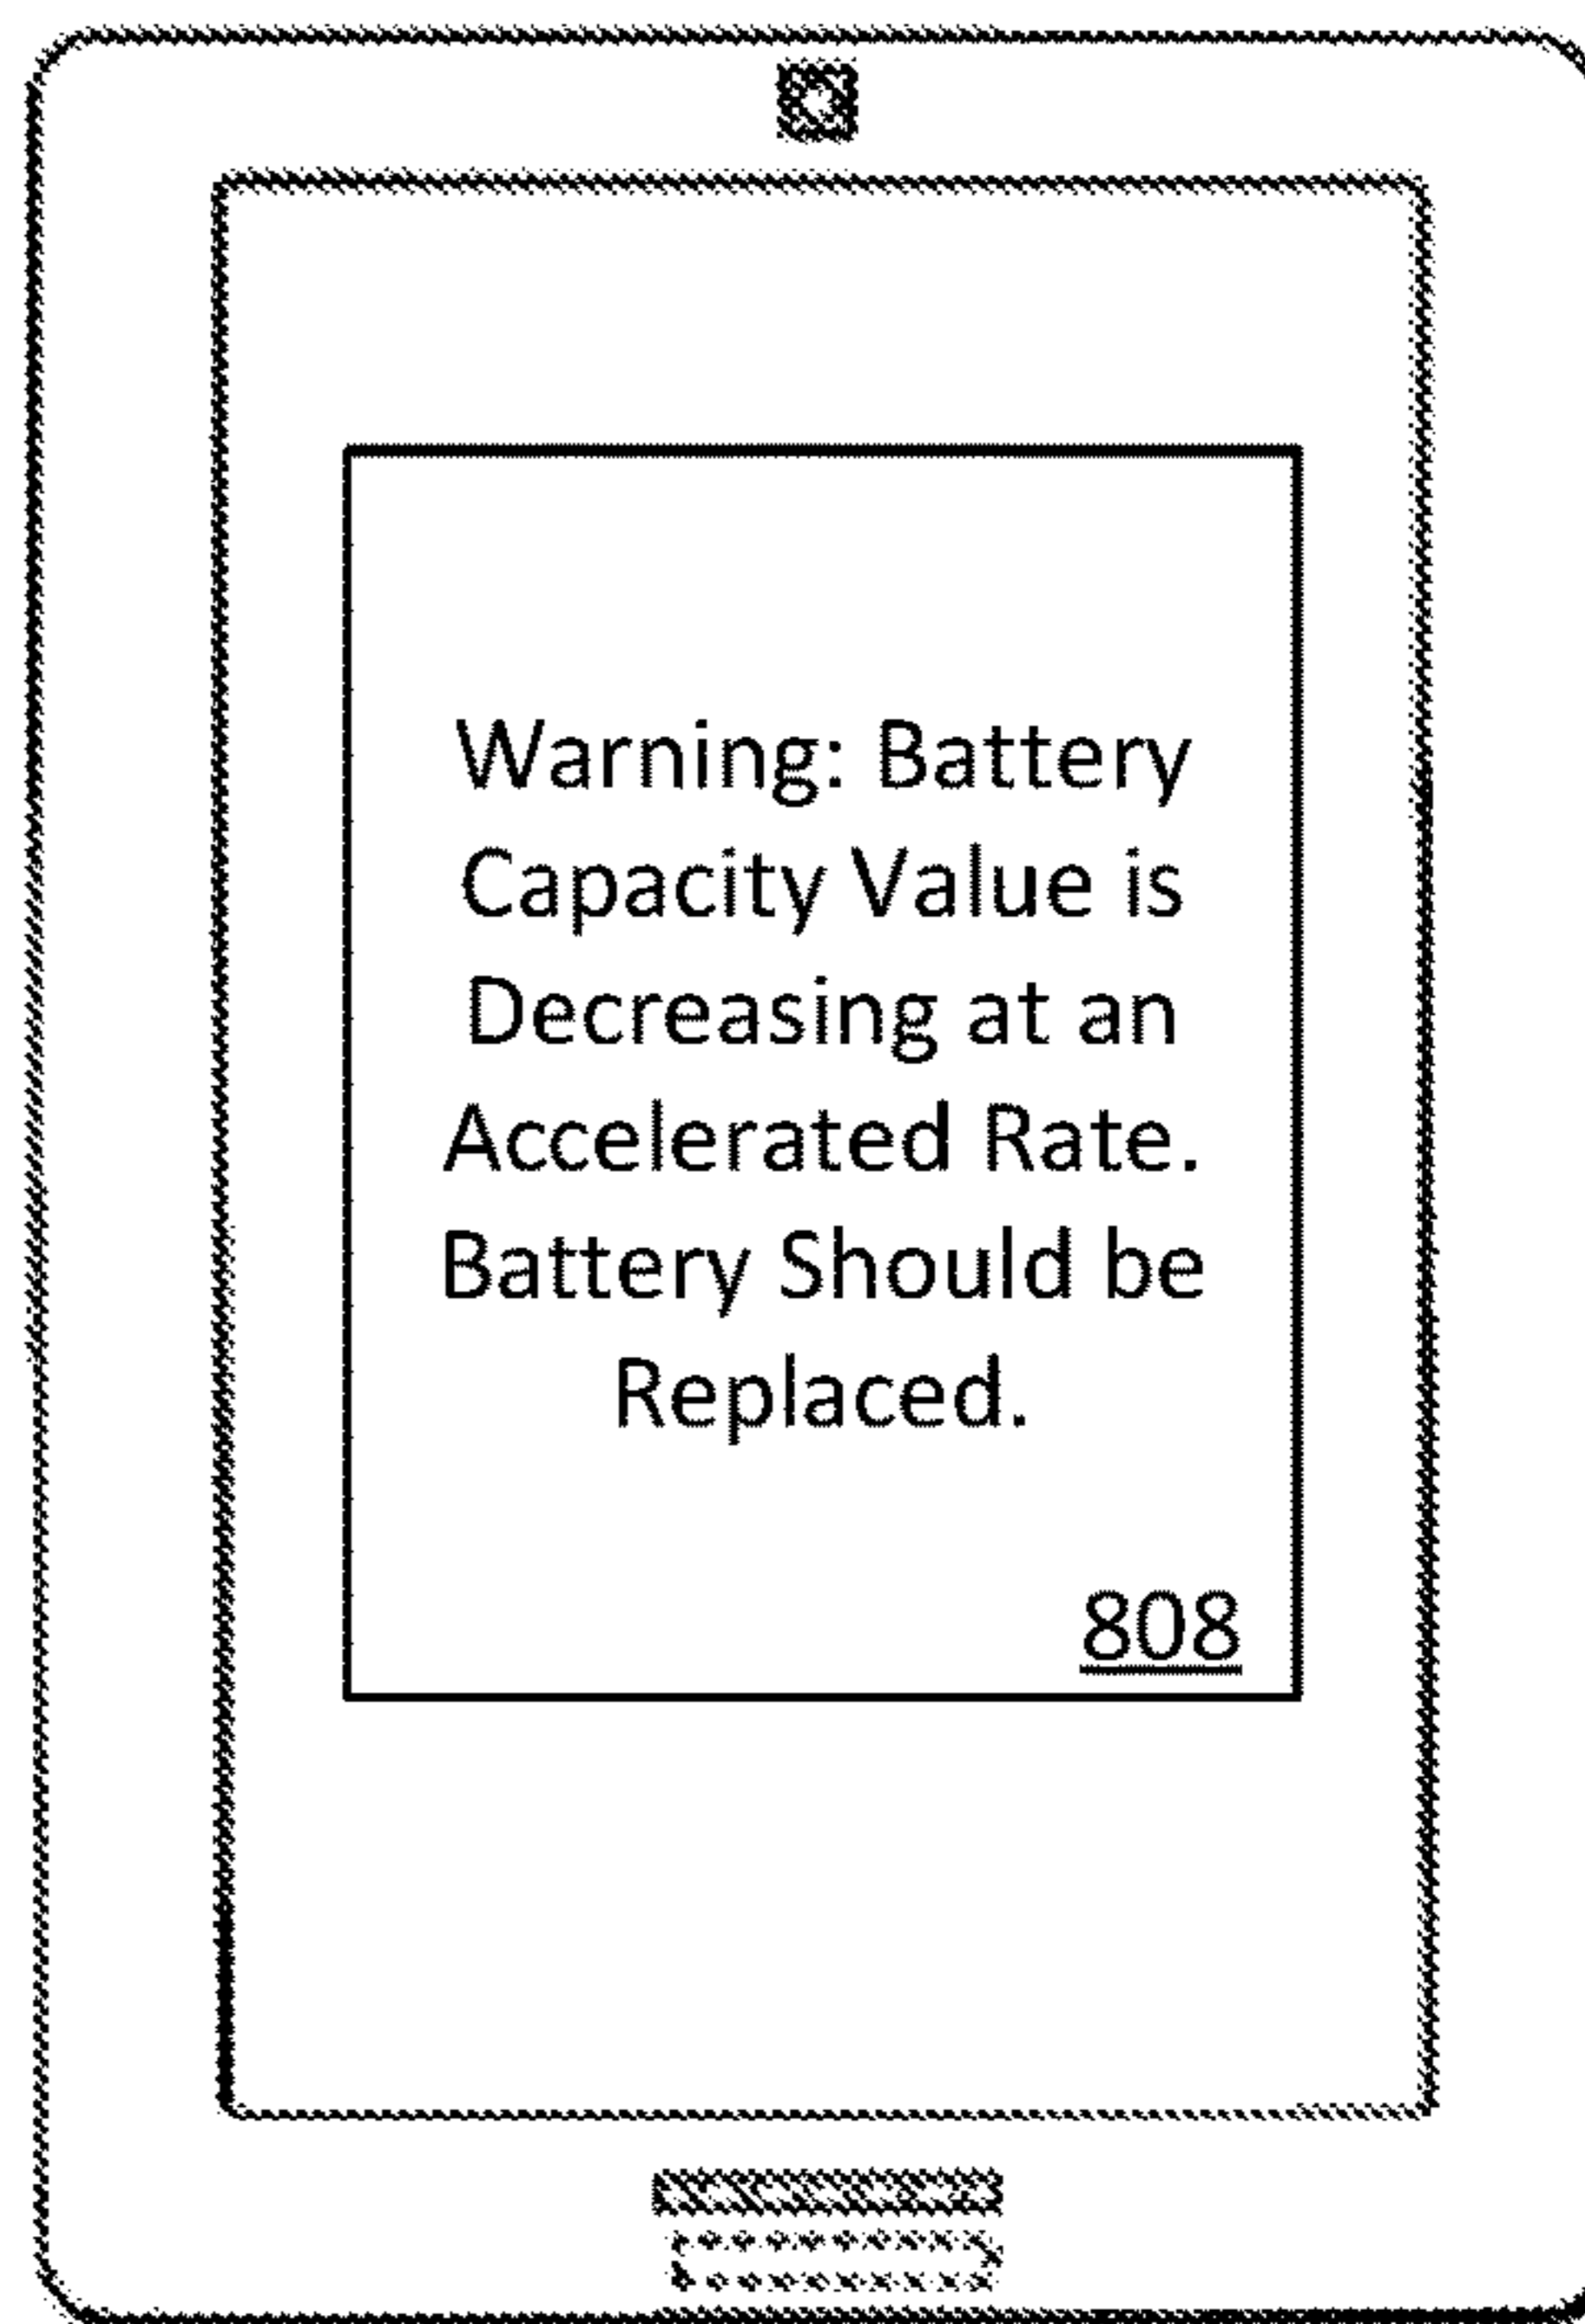 Warning: Battery
Capacity Value is
Decreasing at an
Accelerated Rate.
Battery Should be
Replaced.
808